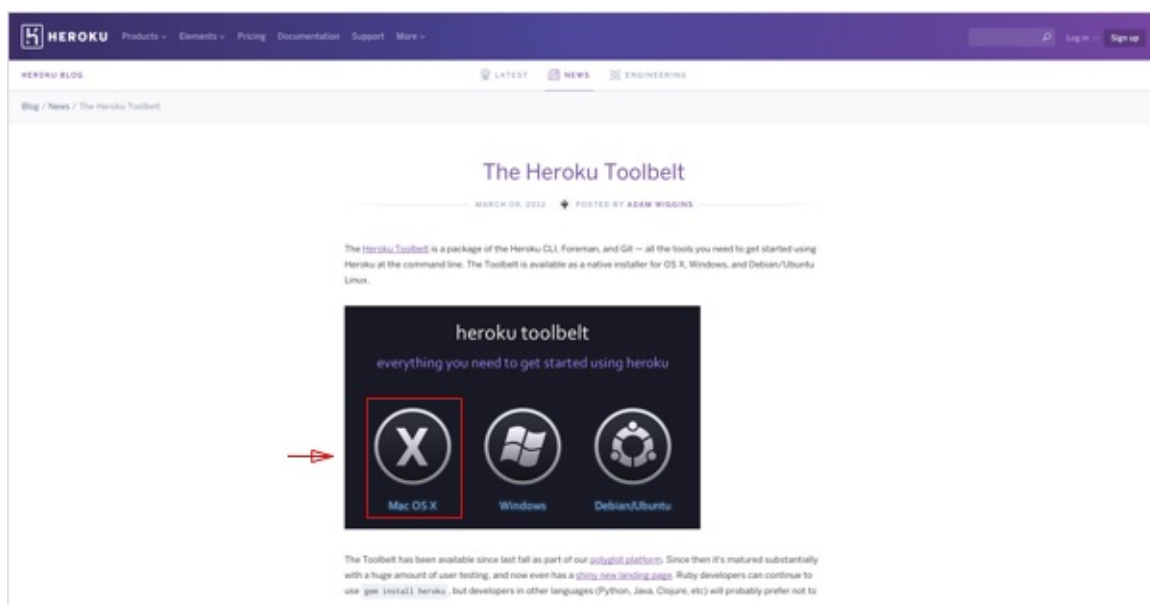 HEROKU Products Elements Pricing Documentation Support More Log in Sign up
HEROKU BLOG LATEST NEWS ENGINEERING
Blog / News / The Heroku Toolbelt
The Heroku Toolbelt
MARCH 09, 2012 POSTED BY ADAM WIGGINS
The Heroku Toolbelt is a package of the Heroku CLI, Foreman, and Git — all the tools you need to get started using
Heroku at the command line. The Toolbelt is available as a native installer for OS X, Windows, and Debian/Ubuntu
Linux.
heroku toolbelt
everything you need to get started using heroku
X
Mac OS X Windows Debian/Ubuntu
The Toolbelt has been available since last fall as part of our polyglot platform. Since then it's matured substantially
with a huge amount of user testing, and now even has a shiny new landing page. Ruby developers can continue to
use gem install heroku, but developers in other languages (Python, Java, Clojure, etc) will probably prefer not to